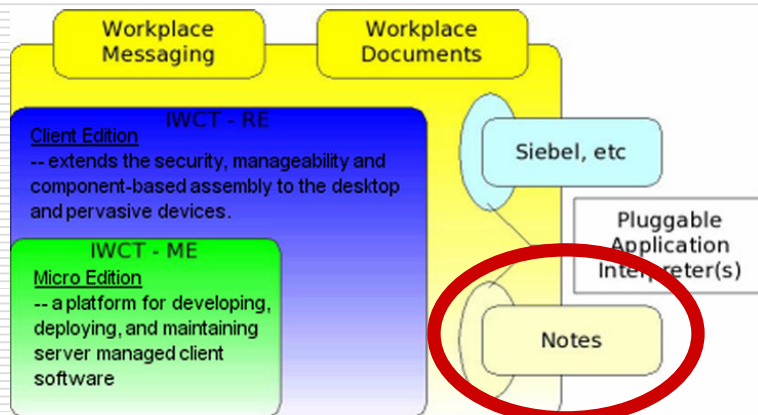 Workplace
Messaging
Workplace
Documents
IWCT - RE
Client Edition
-- extends the security, manageability and
component-based assembly to the desktop
and pervasive devices.
Siebel, etc
Pluggable
Application
Interpreter(s)
IWCT - ME
Micro Edition
-- a platform for developing,
deploying, and maintaining
server managed client
software
Notes